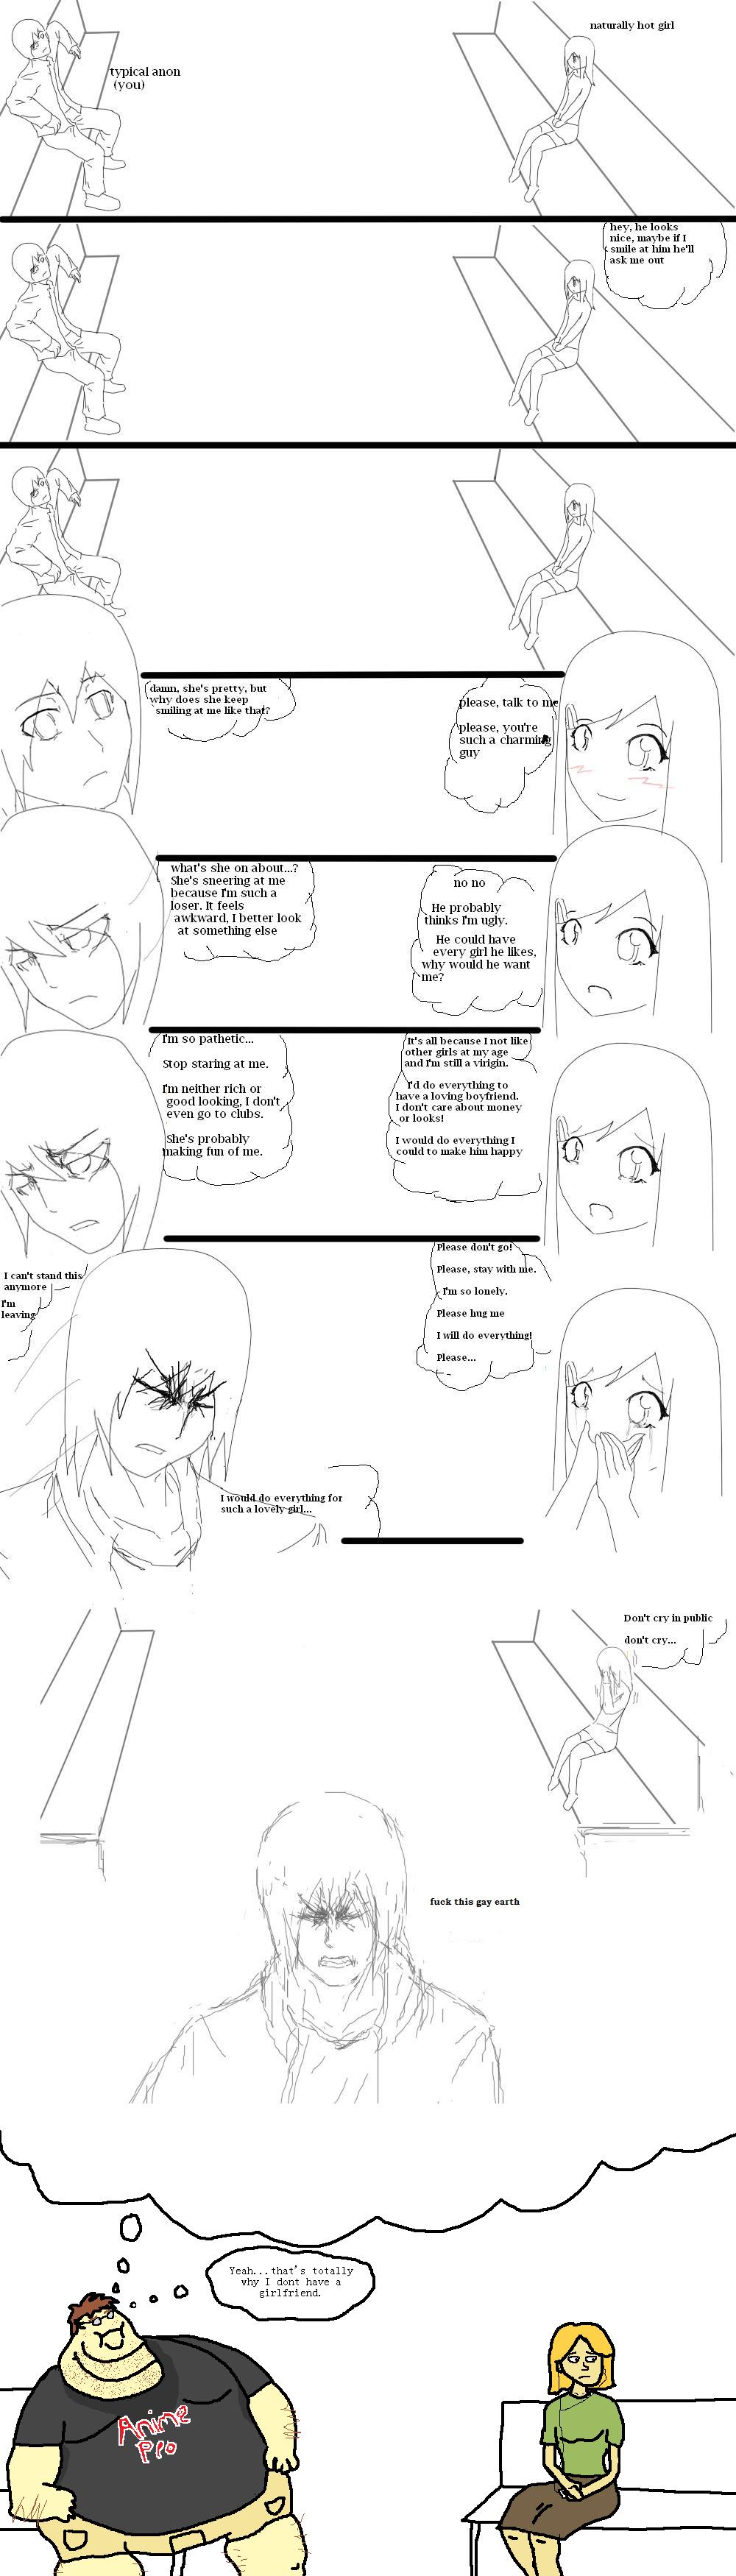 naturally hot girl
typical anon
(you)
hey, he looks
nice, maybe if I
smile at him he'll
ask me out
damn, she's pretty, but
why does she keep
smiling at me like that?
please, talk to me
please, you're
such a charming
guy
what's she on about...?
She's sneering at me
because I'm such a
loser. It feels
awkward, I better look
at something else
no no
He probably
thinks I'm ugly.
He could have
every girl he likes,
why would he want
me?
I'm so pathetic...
Stop staring at me.
I'm neither rich or
good looking, I don't
even go to clubs.
She's probably
making fun of me.
It's all because I not like
other girls at my age
and I'm still a virigin.
I'd do everything to
have a loving boyfriend.
I don't care about money
or looks!
I would do everything I
could to make him happy
I can't stand this
anymore
I'm
leaving
Please don't go!
Please, stay with me.
I'm so lonely.
Please hug me
I will do everything!
Please...
I would do everything for
such a lovely girl...
Don't cry in public
don't cry...
fuck this gay earth
Yeah...that's totally
why I dont have a
girlfriend.
Anime
Pro